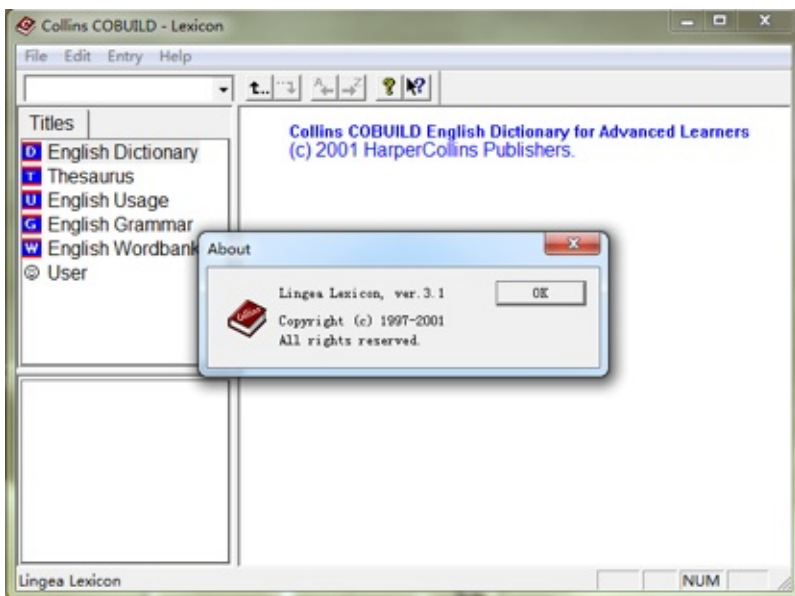 Collins COBUILD - Lexicon
File Edit Entry Help
Titles
English Dictionary
Thesaurus
English Usage
English Grammar
English Wordbank
User
Collins COBUILD English Dictionary for Advanced Learners
(c) 2001 HarperCollins Publishers.
About
Lingea Lexicon, ver.3.1
OK
Copyright (c) 1997-2001
All rights reserved.
Lingea Lexicon
NUM